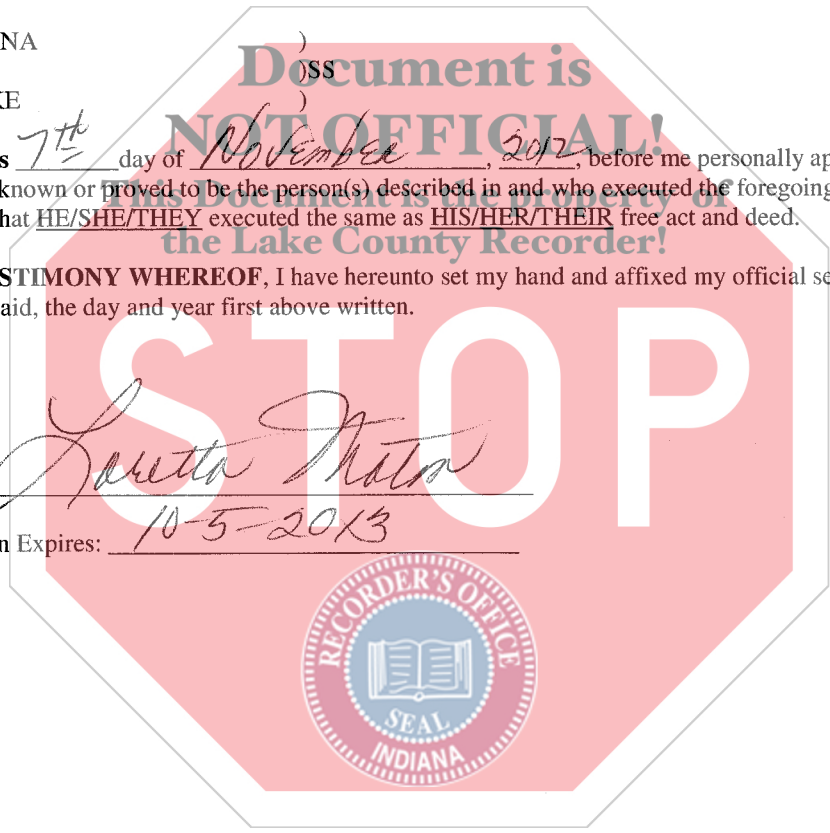 NA )
Document is
)SS
KE )
NOT OFFICIAL!
s 7th day of November, 2012, before me personally ap
This Document is the property of
known or proved to be the person(s) described in and who executed the foregoing
hat HE/SHE/THEY executed the same as HIS/HER/THEIR free act and deed.
the Lake County Recorder!
STIMONY WHEREOF, I have hereunto set my hand and affixed my official se
aid, the day and year first above written.
STOP
Loretta
n Expires: 10-5-2013
RECORDER'S OFFICE
SEAL
INDIANA